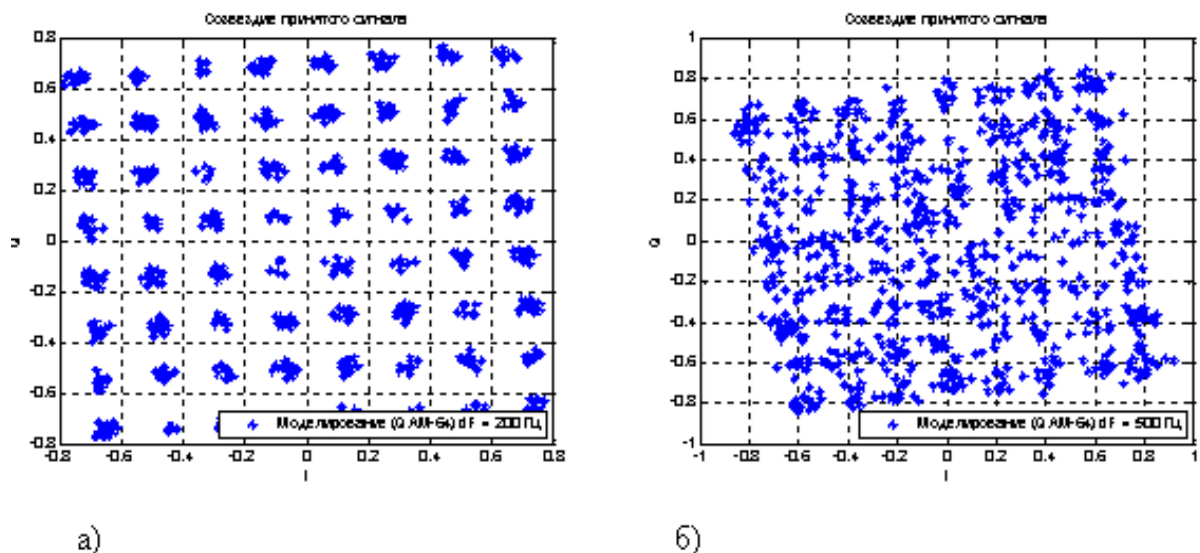 Созвездие принятого сигнала
0.8
0.6
0.4
0.2
0
-0.2
-0.4
-0.6
-0.8
Q
-0.8 -0.6 -0.4 -0.2 0 0.2 0.4 0.6 0.8
I
Моделирование (QAM-64) dF = 200 Гц
а)
Созвездие принятого сигнала
1
0.8
0.6
0.4
0.2
0
-0.2
-0.4
-0.6
-0.8
-1
Q
-1 -0.8 -0.6 -0.4 -0.2 0 0.2 0.4 0.6 0.8 1
I
Моделирование (QAM-64) dF = 500 Гц
б)